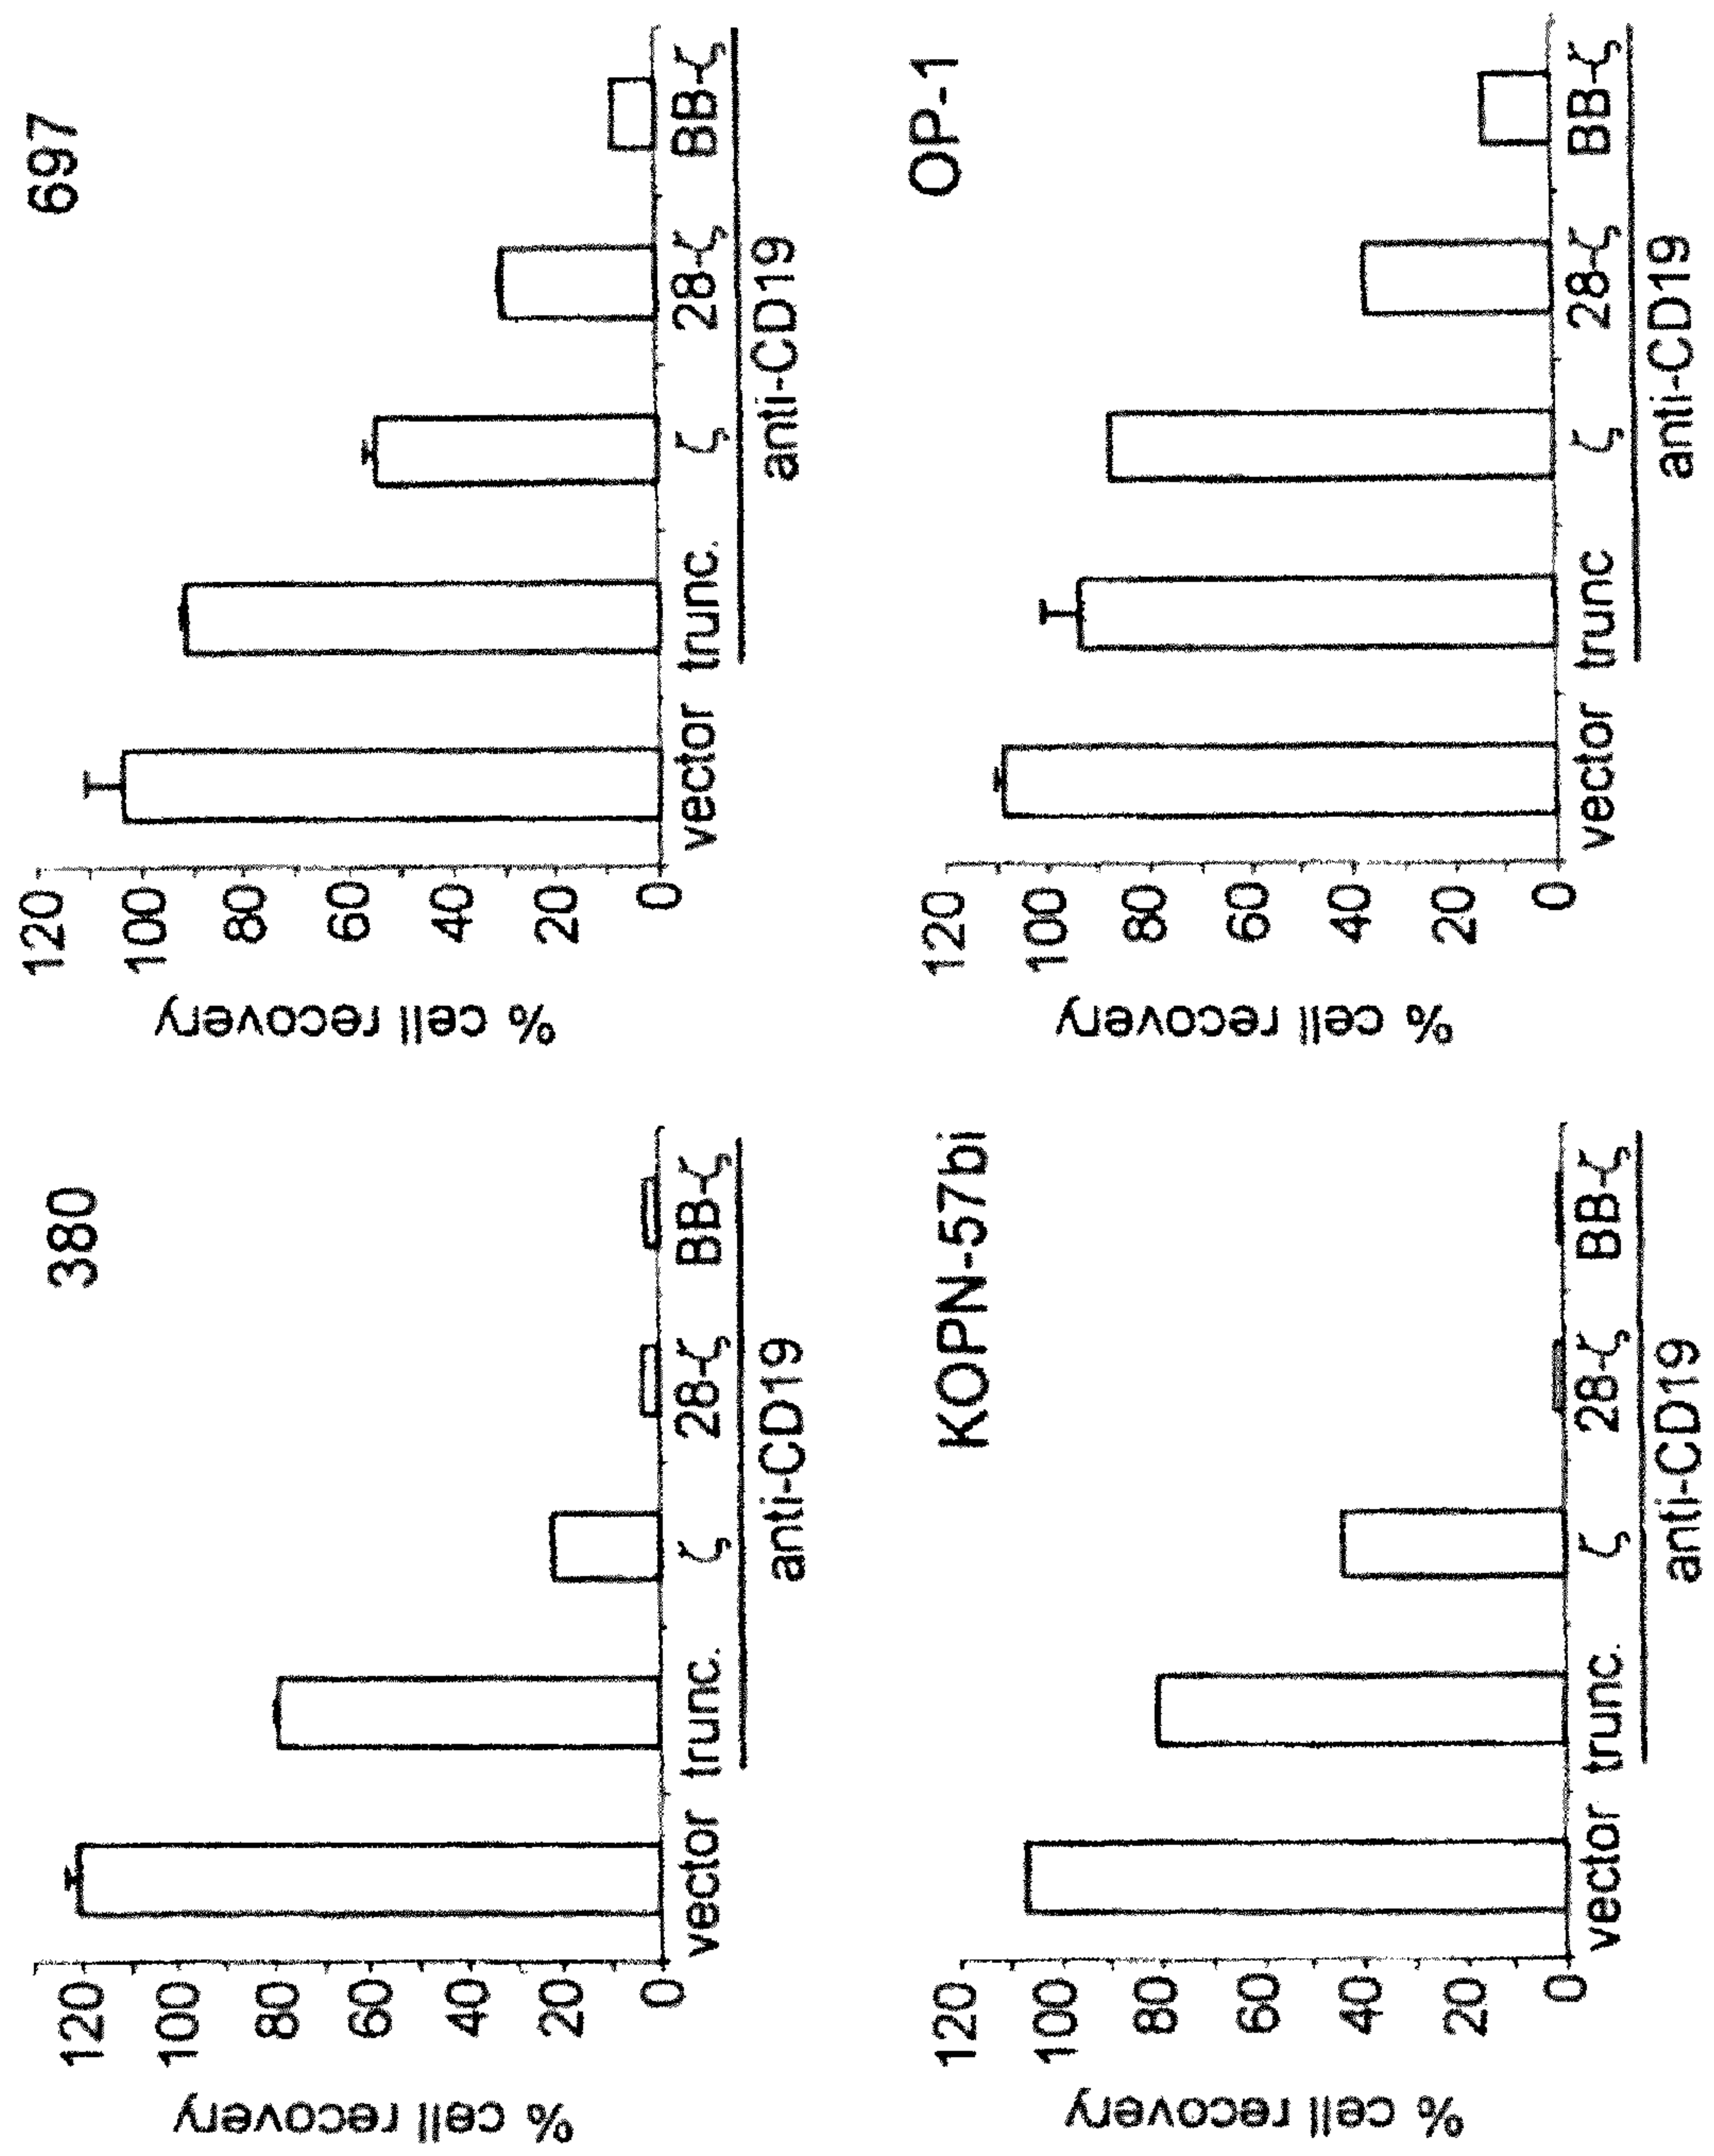 380
% cell recovery
120
100
80
60
40
20
0
vector trunc. ζ 28-ζ BB-ζ
anti-CD19
697
% cell recovery
120
100
80
60
40
20
0
vector trunc. ζ 28-ζ BB-ζ
anti-CD19
KOPN-57bi
% cell recovery
120
100
80
60
40
20
0
vector trunc. ζ 28-ζ BB-ζ
anti-CD19
OP-1
% cell recovery
120
100
80
60
40
20
0
vector trunc ζ 28-ζ BB-ζ
anti-CD19